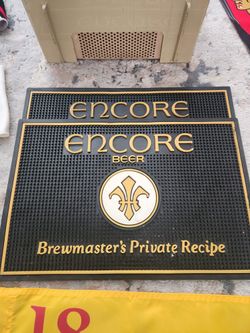 ENCORE
ENCORE
BEER
Brewmaster's Private Recipe
18